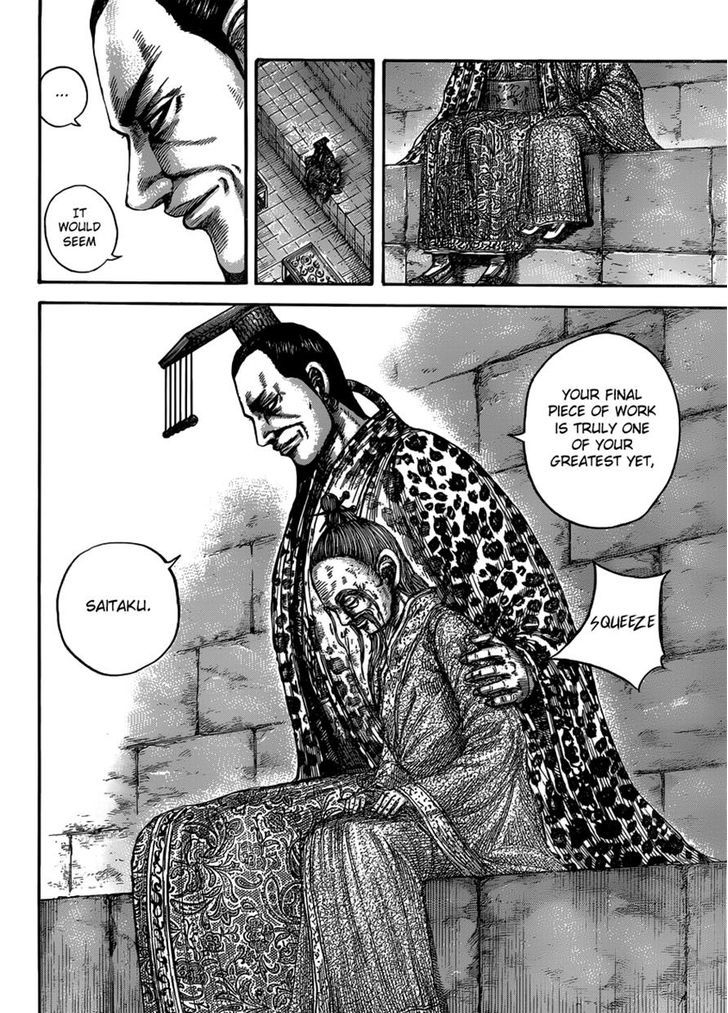 ...
IT
WOULD
SEEM
YOUR FINAL
PIECE OF WORK
IS TRULY ONE
OF YOUR
GREATEST YET,
SQUEEZE
SAITAKU.